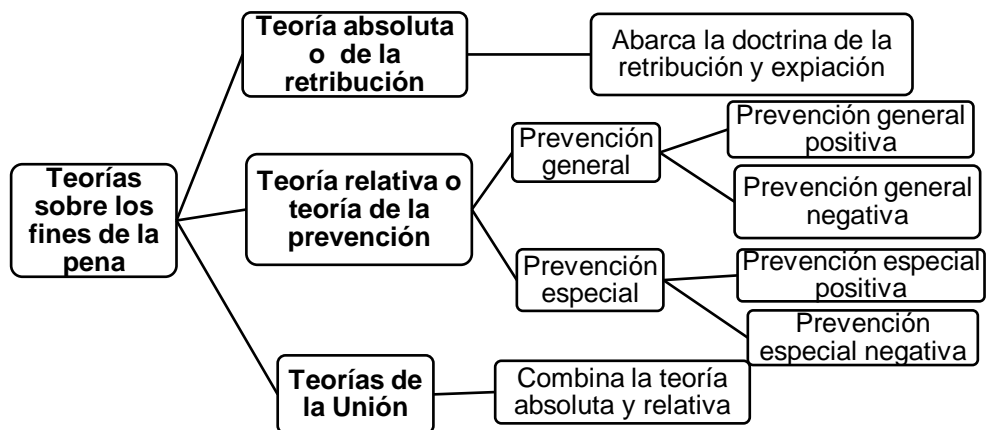 Teorías
sobre los
fines de la
pena
Teoría absoluta
o de la
retribución
Abarca la doctrina de la
retribución y expiación
Teoría relativa o
teoría de la
prevención
Prevención
general
Prevención general
positiva
Prevención general
negativa
Prevención
especial
Prevención especial
positiva
Prevención
especial negativa
Teorías de
la Unión
Combina la teoría
absoluta y relativa